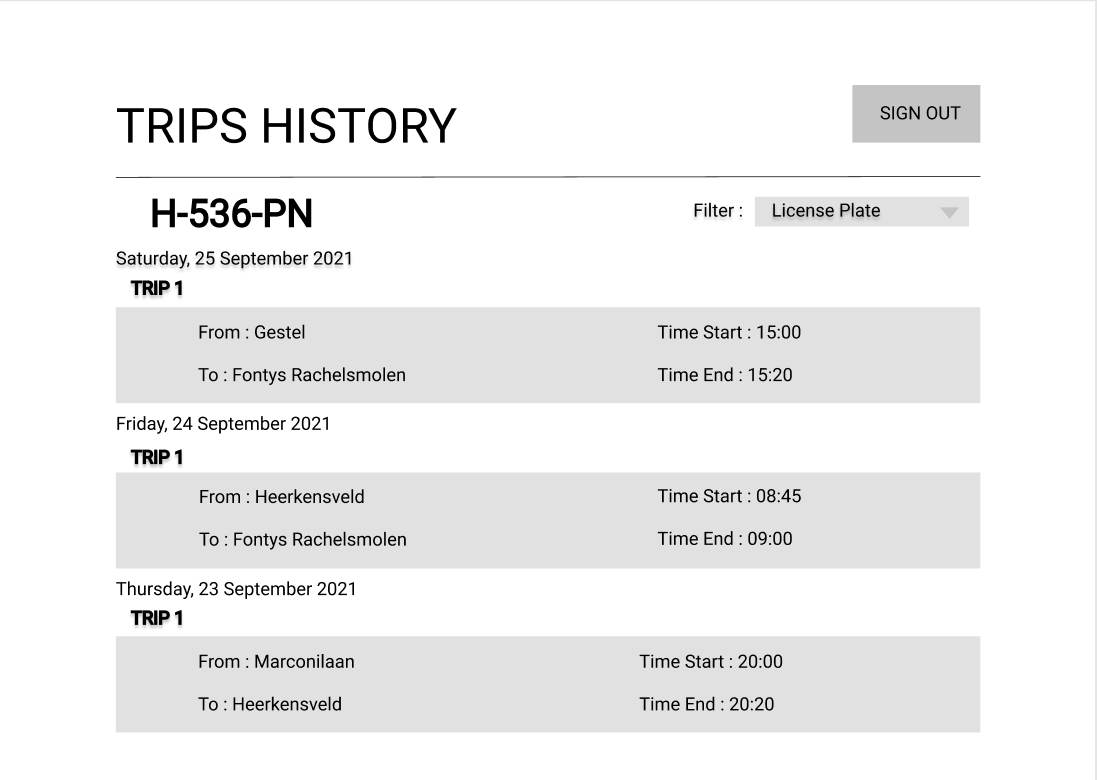 TRIPS HISTORY
SIGN OUT
H-536-PN
Filter :
License Plate
Saturday, 25 September 2021
TRIP 1
From : Gestel
Time Start : 15:00
To : Fontys Rachelsmolen
Time End : 15:20
Friday, 24 September 2021
TRIP 1
From : Heerkensveld
Time Start : 08:45
To : Fontys Rachelsmolen
Time End : 09:00
Thursday, 23 September 2021
TRIP 1
From : Marconilaan
Time Start : 20:00
To : Heerkensveld
Time End : 20:20